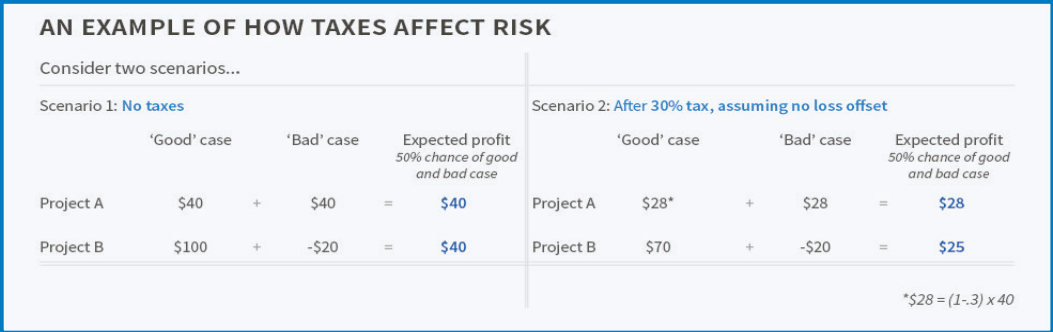 AN EXAMPLE OF HOW TAXES AFFECT RISK
Consider two scenarios...
Scenario 1: No taxes
‘Good’ case ‘Bad’ case Expected profit
50% chance of good
and bad case
Project A $40 + $40 = $40
Project B $100 + -$20 = $40
Scenario 2: After 30% tax, assuming no loss offset
‘Good’ case ‘Bad’ case Expected profit
50% chance of good
and bad case
Project A $28* + $28 = $28
Project B $70 + -$20 = $25
*$28 = (1-.3) x 40